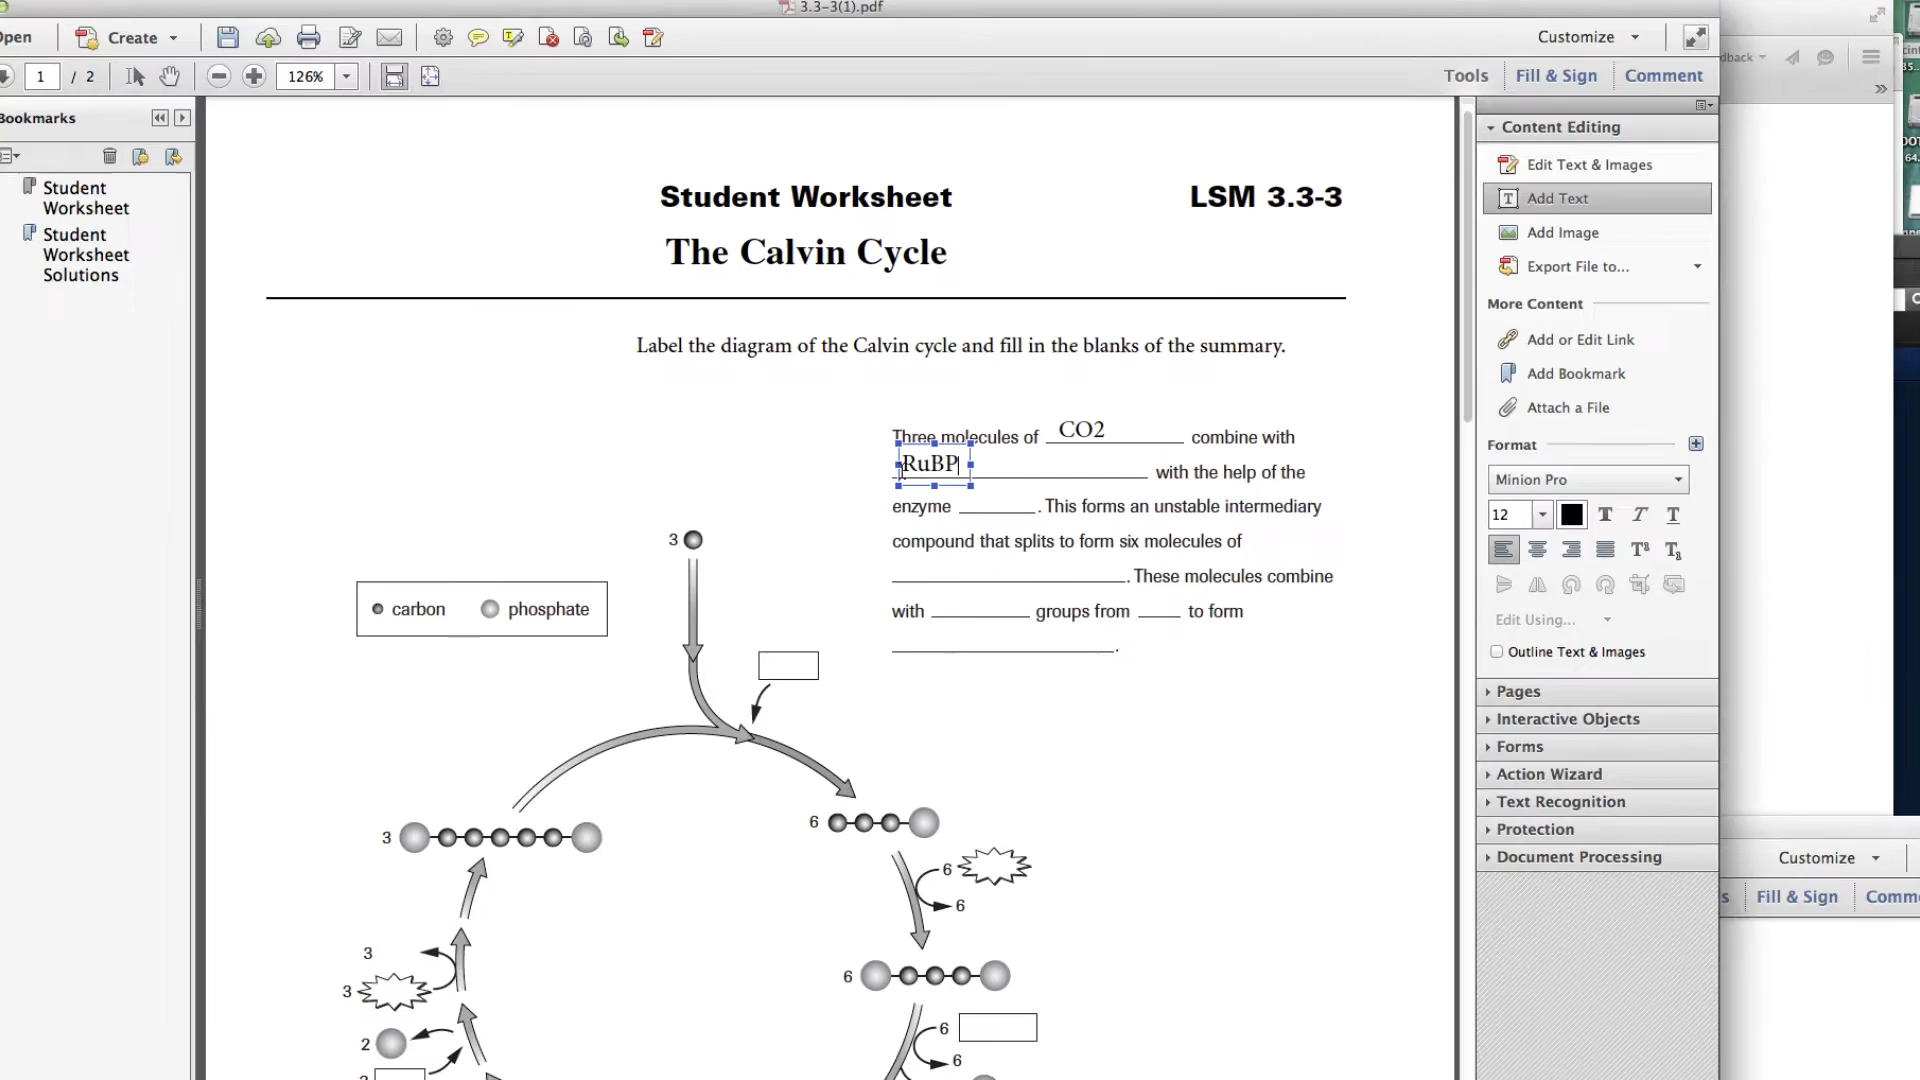 3.3-3(1).pdf
Open
Create
Customize
1 / 2
126%
Tools
Fill & Sign
Comment
Bookmarks
Student
Worksheet
Student
Worksheet
Solutions
Student Worksheet
LSM 3.3-3
The Calvin Cycle
Label the diagram of the Calvin cycle and fill in the blanks of the summary.
Three molecules of CO2 combine with
RuBP with the help of the
enzyme . This forms an unstable intermediary
compound that splits to form six molecules of
. These molecules combine
with groups from to form
.
3
carbon
phosphate
3
6
6
6
3
3
6
2
6
6
Content Editing
Edit Text & Images
Add Text
Add Image
Export File to...
More Content
Add or Edit Link
Add Bookmark
Attach a File
Format
Minion Pro
12
Edit Using...
Outline Text & Images
Pages
Interactive Objects
Forms
Action Wizard
Text Recognition
Protection
Document Processing
Customize
Fill & Sign